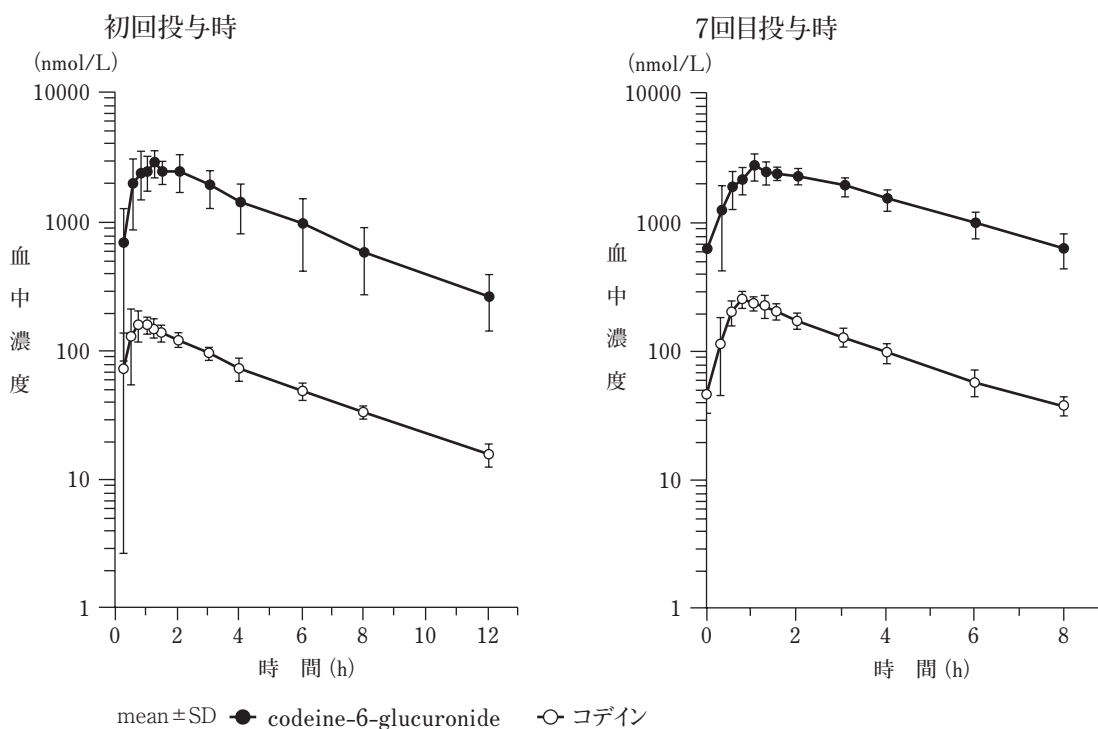 初回投与時
(nmol/L)
10000
1000
100
10
1
血中濃度
0 2 4 6 8 10 12
時 間 (h)
7回目投与時
(nmol/L)
10000
1000
100
10
1
血中濃度
0 2 4 6 8
時 間 (h)
mean±SD codeine-6-glucuronide コデイン